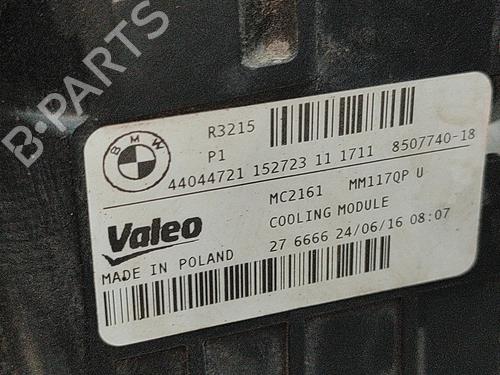 B-PARTS
BMW
R3215
P1
44044721 152723 11 1711 8507740-18
MC2161 MM117QP U
Valeo
COOLING MODULE
MADE IN POLAND
27 6666 24/06/16 08:07